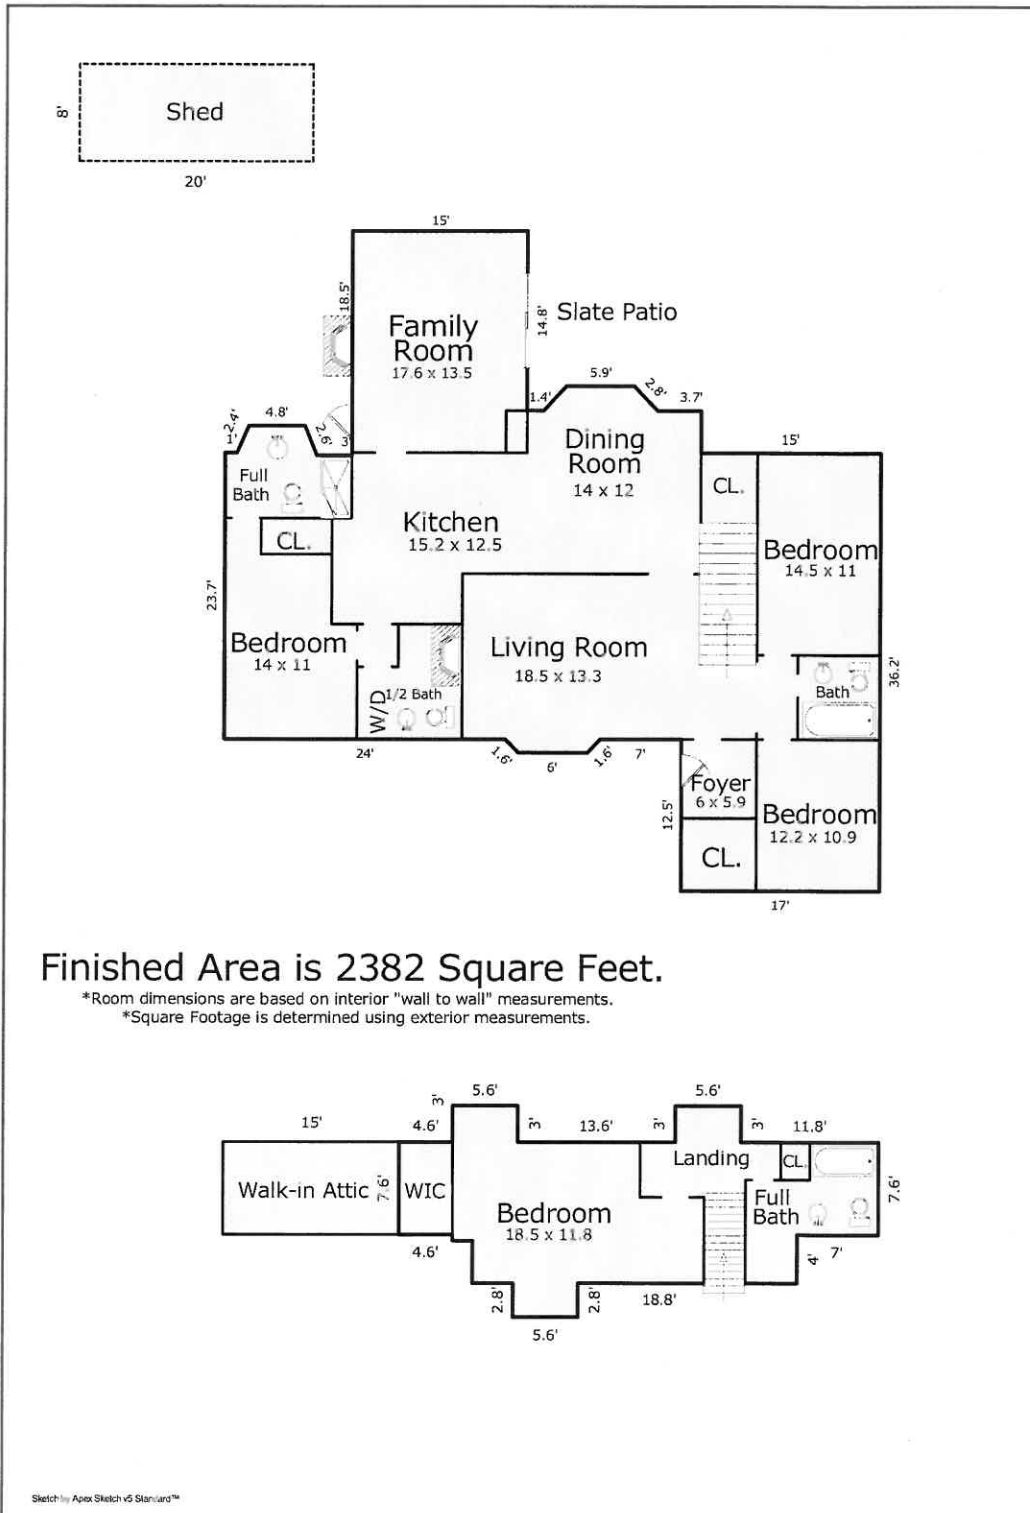 Shed
8'
20'
15'
18.5'
14.8'
Slate Patio
Family
Room
17.6 x 13.5
5.9'
1.4'
2.8'
3.7'
4.8'
2.4'
1'
2.6'
3'
15'
Dining
Room
14 x 12
Full
Bath
CL.
Kitchen
15.2 x 12.5
CL.
Bedroom
14.5 x 11
23.7'
Bedroom
14 x 11
Living Room
18.5 x 13.3
36.2'
W/D
1/2 Bath
Bath
24'
1.6'
6'
1.6'
7'
Foyer
6 x 5.9
12.5'
Bedroom
12.2 x 10.9
CL.
17'
Finished Area is 2382 Square Feet.
*Room dimensions are based on interior "wall to wall" measurements.
*Square Footage is determined using exterior measurements.
5.6'
5.6'
3'
15'
4.6'
3'
13.6'
3'
3'
11.8'
Landing
CL.
Walk-in Attic
7.6'
WIC
7.6'
Bedroom
18.5 x 11.8
Full
Bath
4.6'
4'
7'
2.8'
2.8'
18.8'
5.6'
Sketch by Apex Sketch v5 Standard™